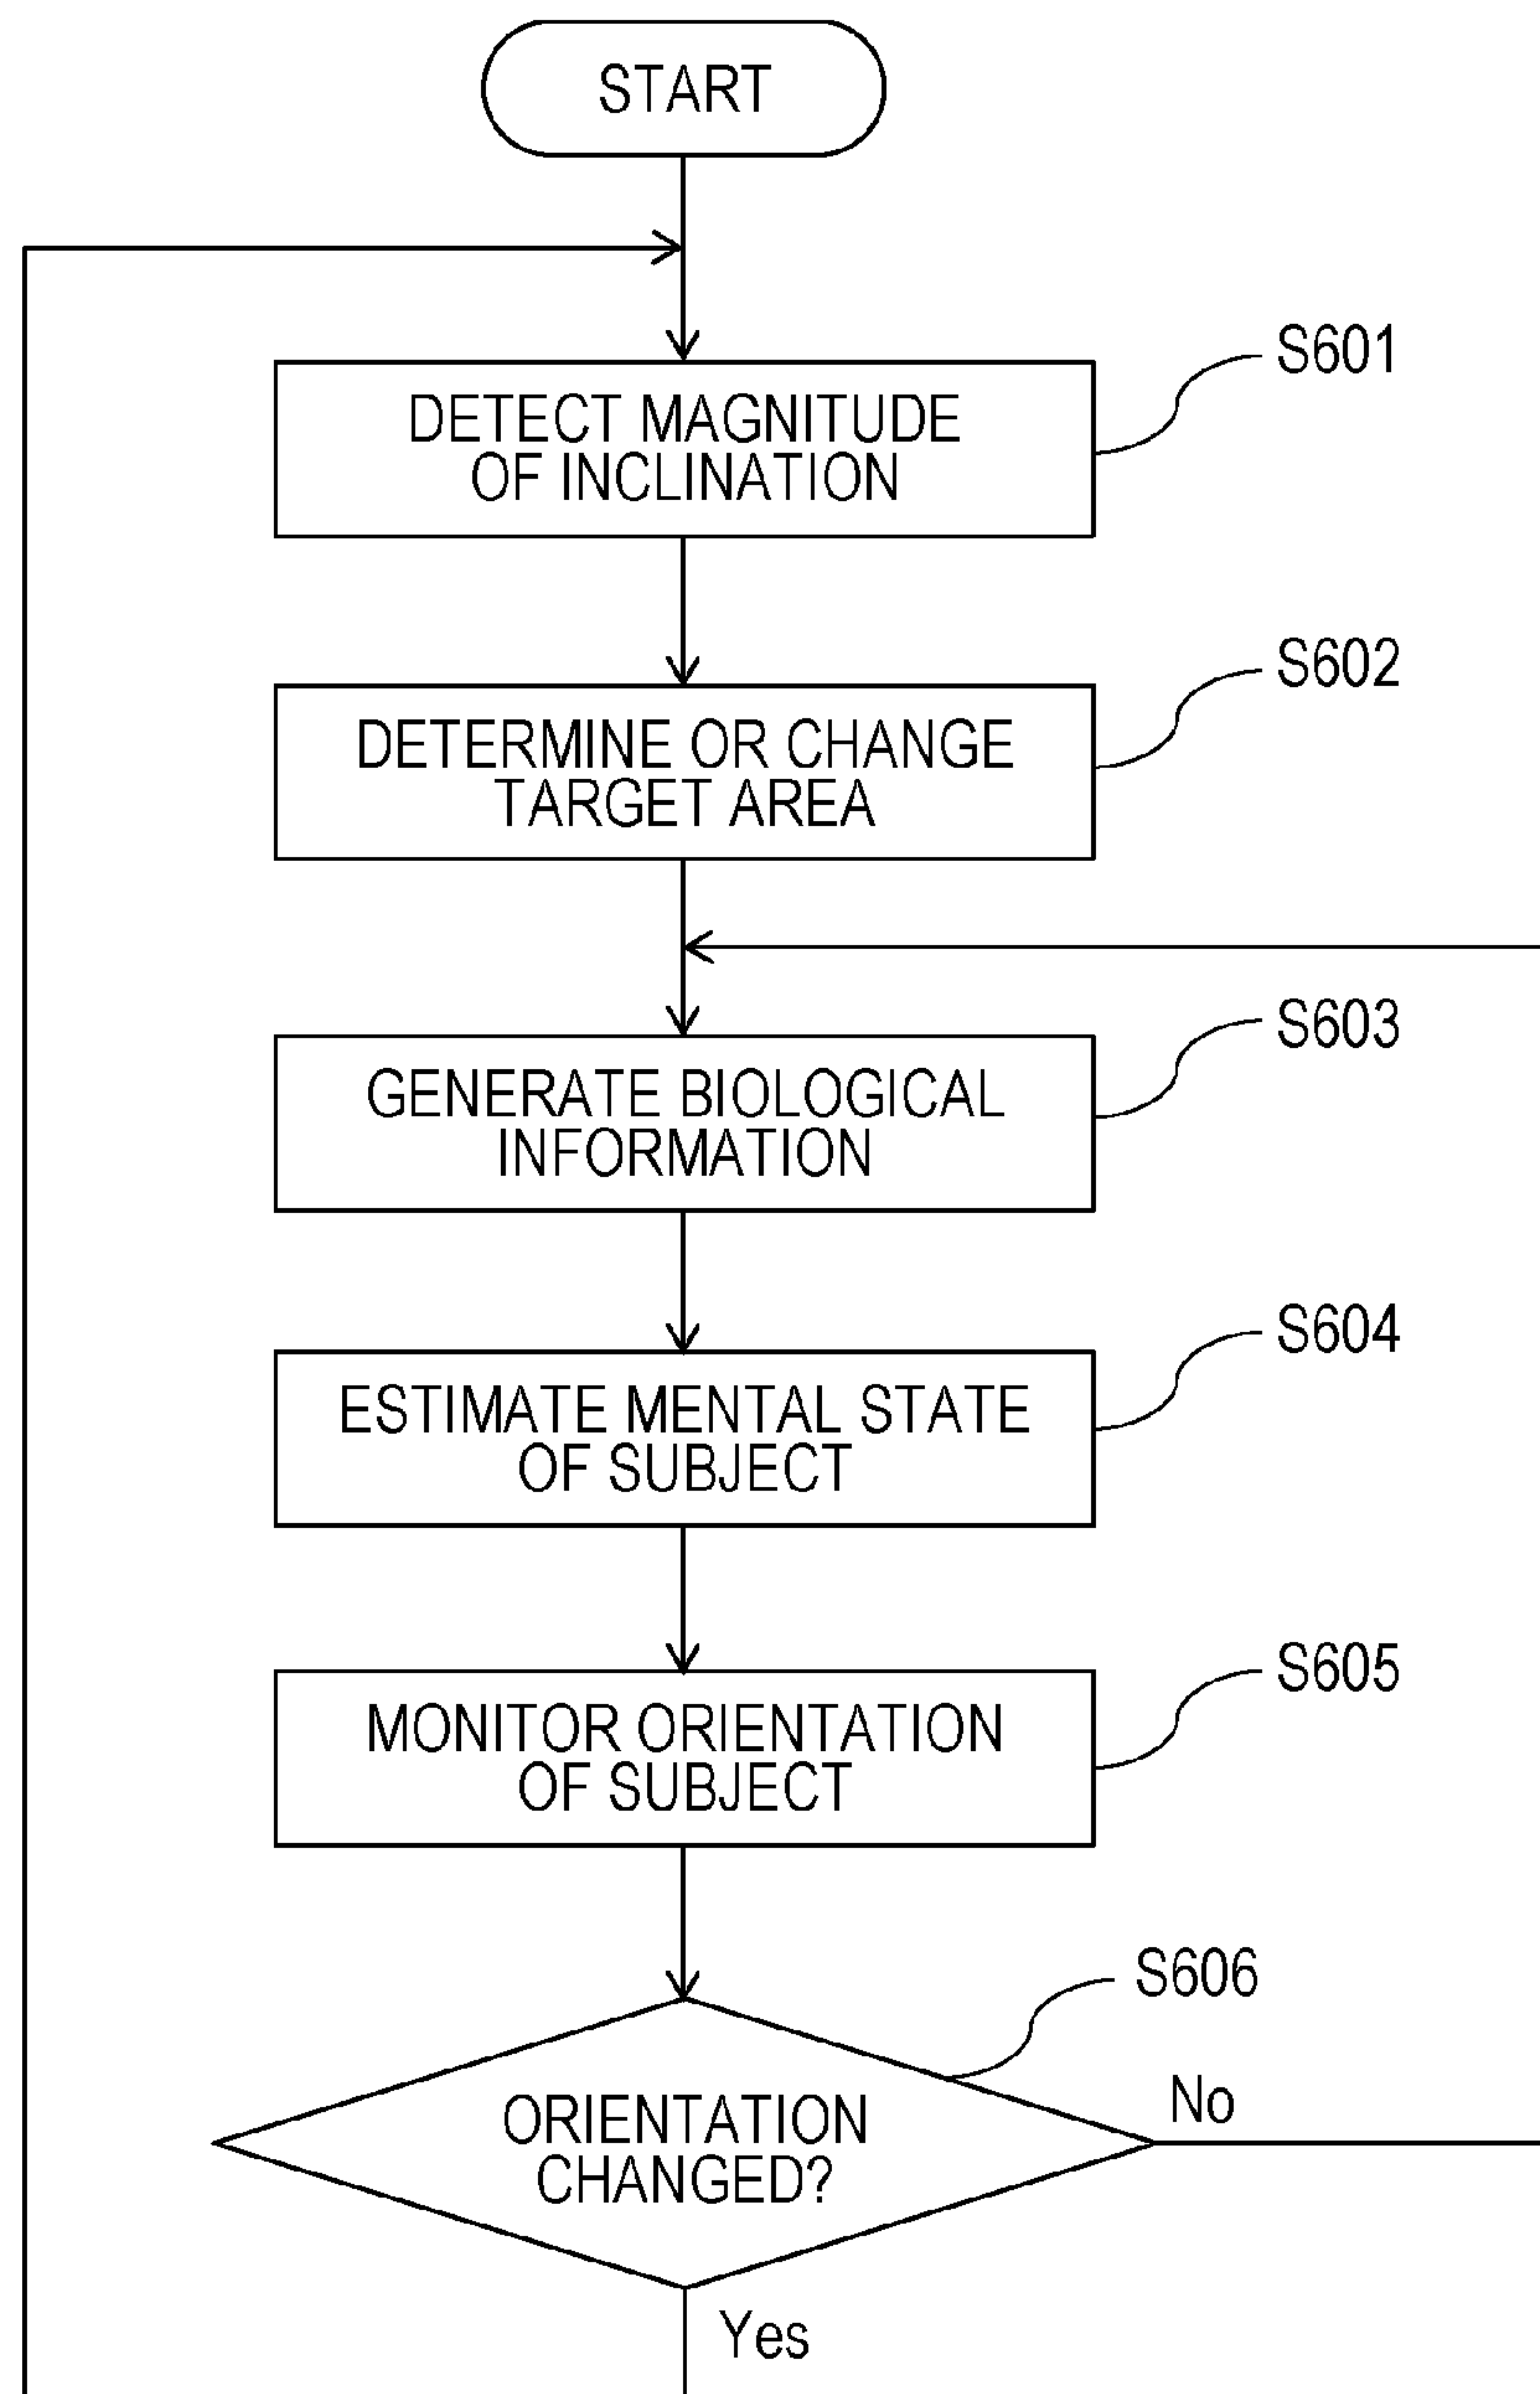 START
S601
DETECT MAGNITUDE
OF INCLINATION
S602
DETERMINE OR CHANGE
TARGET AREA
S603
GENERATE BIOLOGICAL
INFORMATION
S604
ESTIMATE MENTAL STATE
OF SUBJECT
S605
MONITOR ORIENTATION
OF SUBJECT
S606
ORIENTATION
CHANGED?
No
Yes